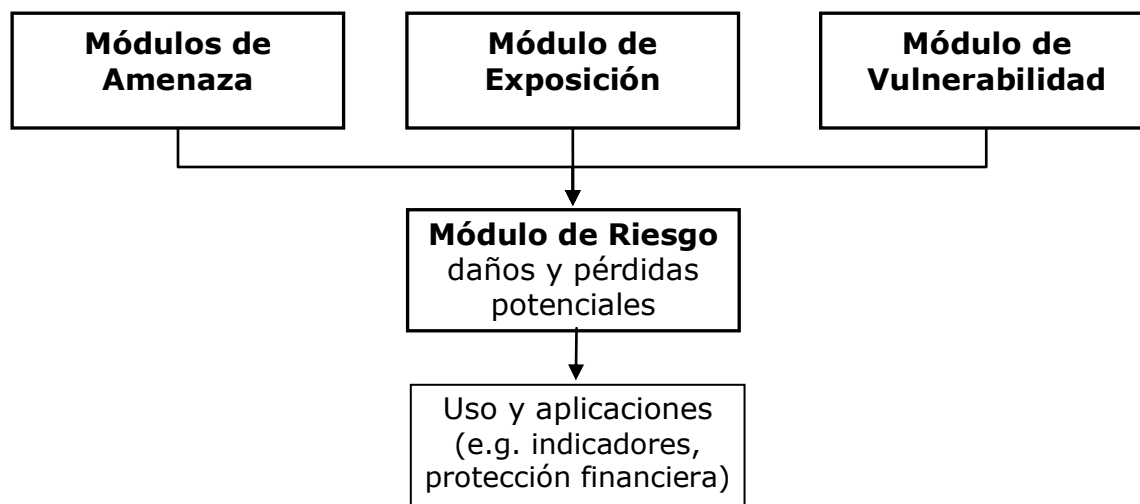 Módulos de
Amenaza
Módulo de
Exposición
Módulo de
Vulnerabilidad
Módulo de Riesgo
daños y pérdidas
potenciales
Uso y aplicaciones
(e.g. indicadores,
protección financiera)